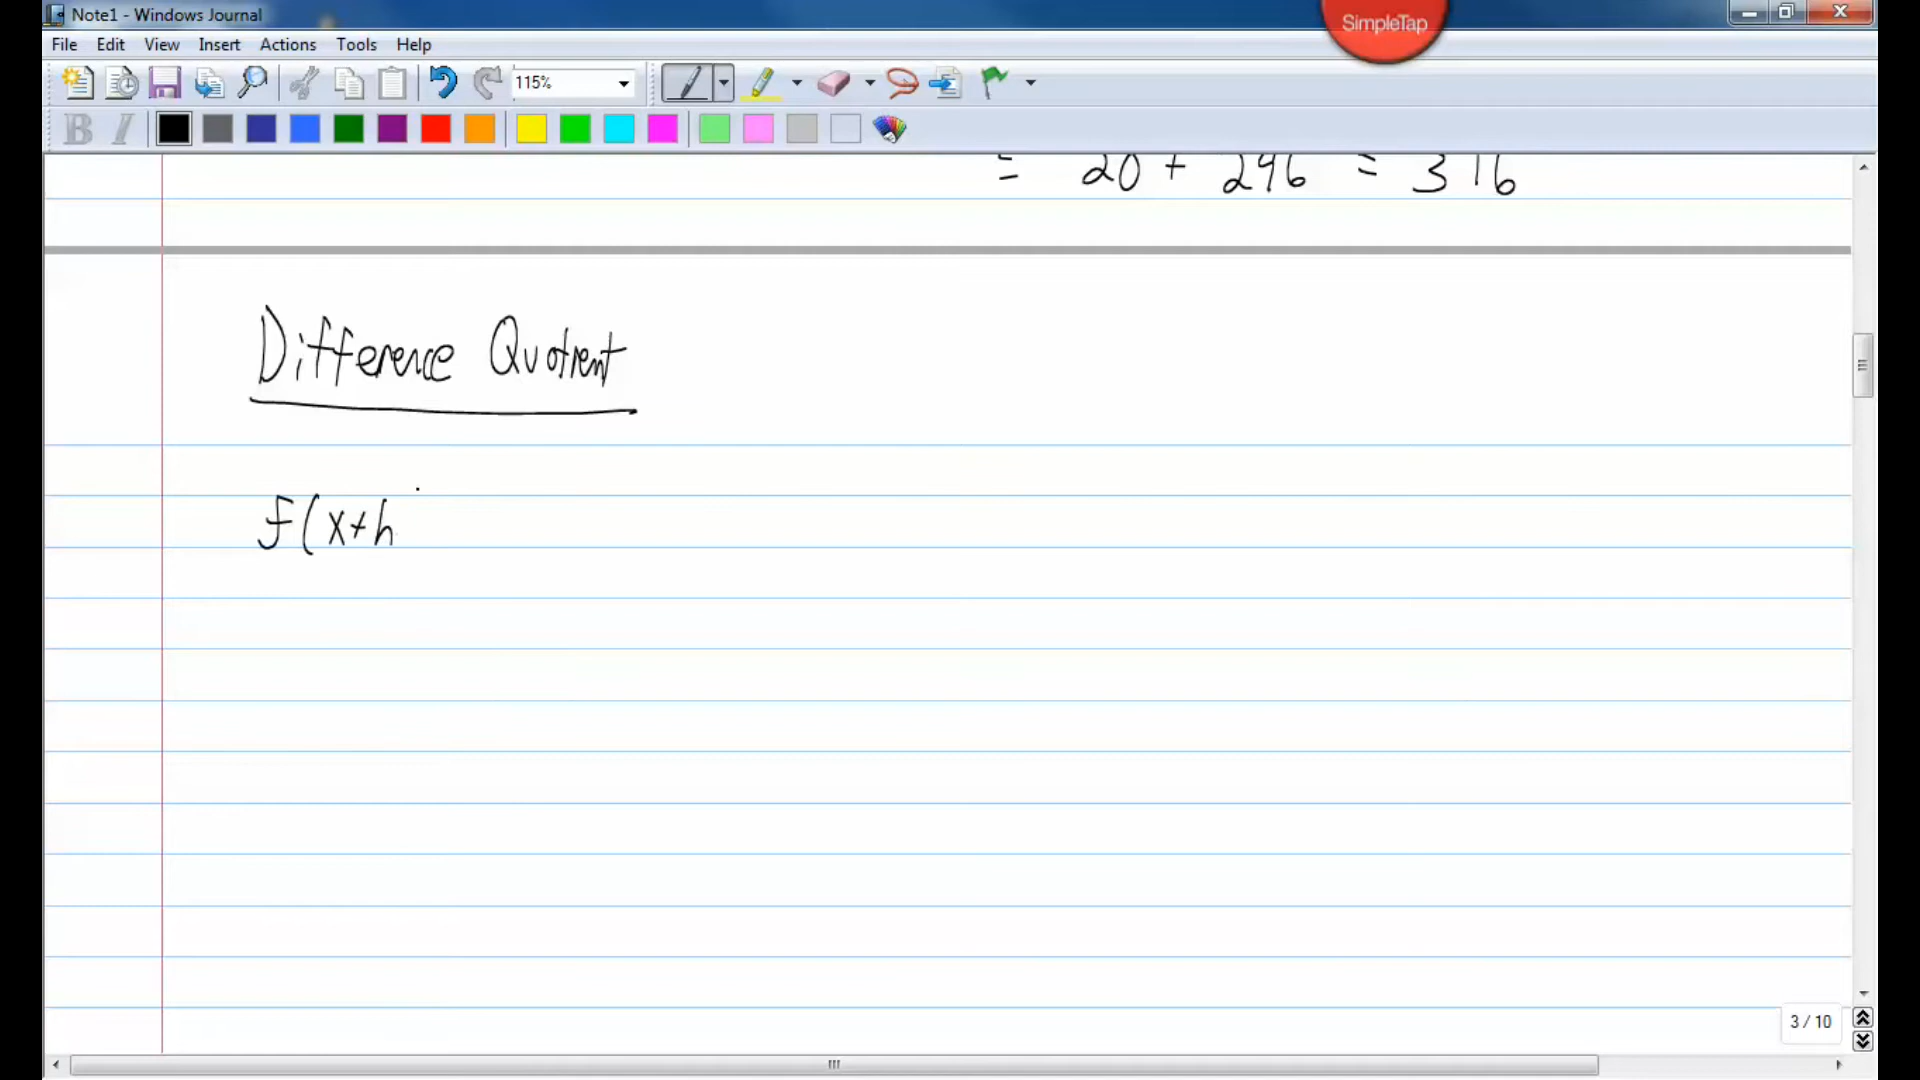 Note1 - Windows Journal
SimpleTap
File Edit View Insert Actions Tools Help
115%
B I
= 20 + 296 = 316
Difference Quotient
f(x+h
3 / 10